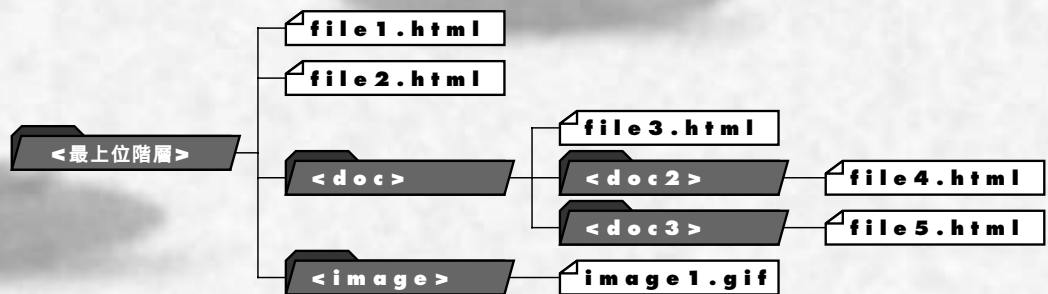 file1.html
file2.html
file3.html
<最上位階層>
<doc>
<doc2>
file4.html
<doc3>
file5.html
<image>
image1.gif